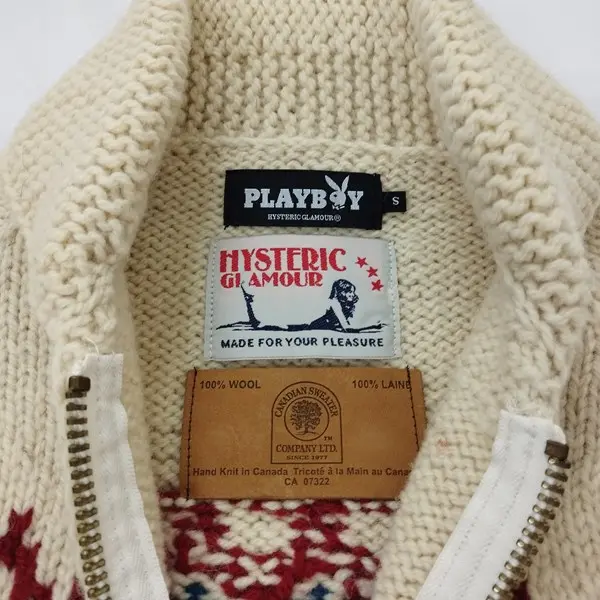 PLAYBOY
S
HYSTERIC GLAMOUR®
HYSTERIC
GLAMOUR
MADE FOR YOUR PLEASURE
100% WOOL 100% LAINE
CANADIAN SWEATER
COMPANY LTD.
TM
SINCE 1977
Hand Knit in Canada Tricoté à la Main au Cana
CA 07322